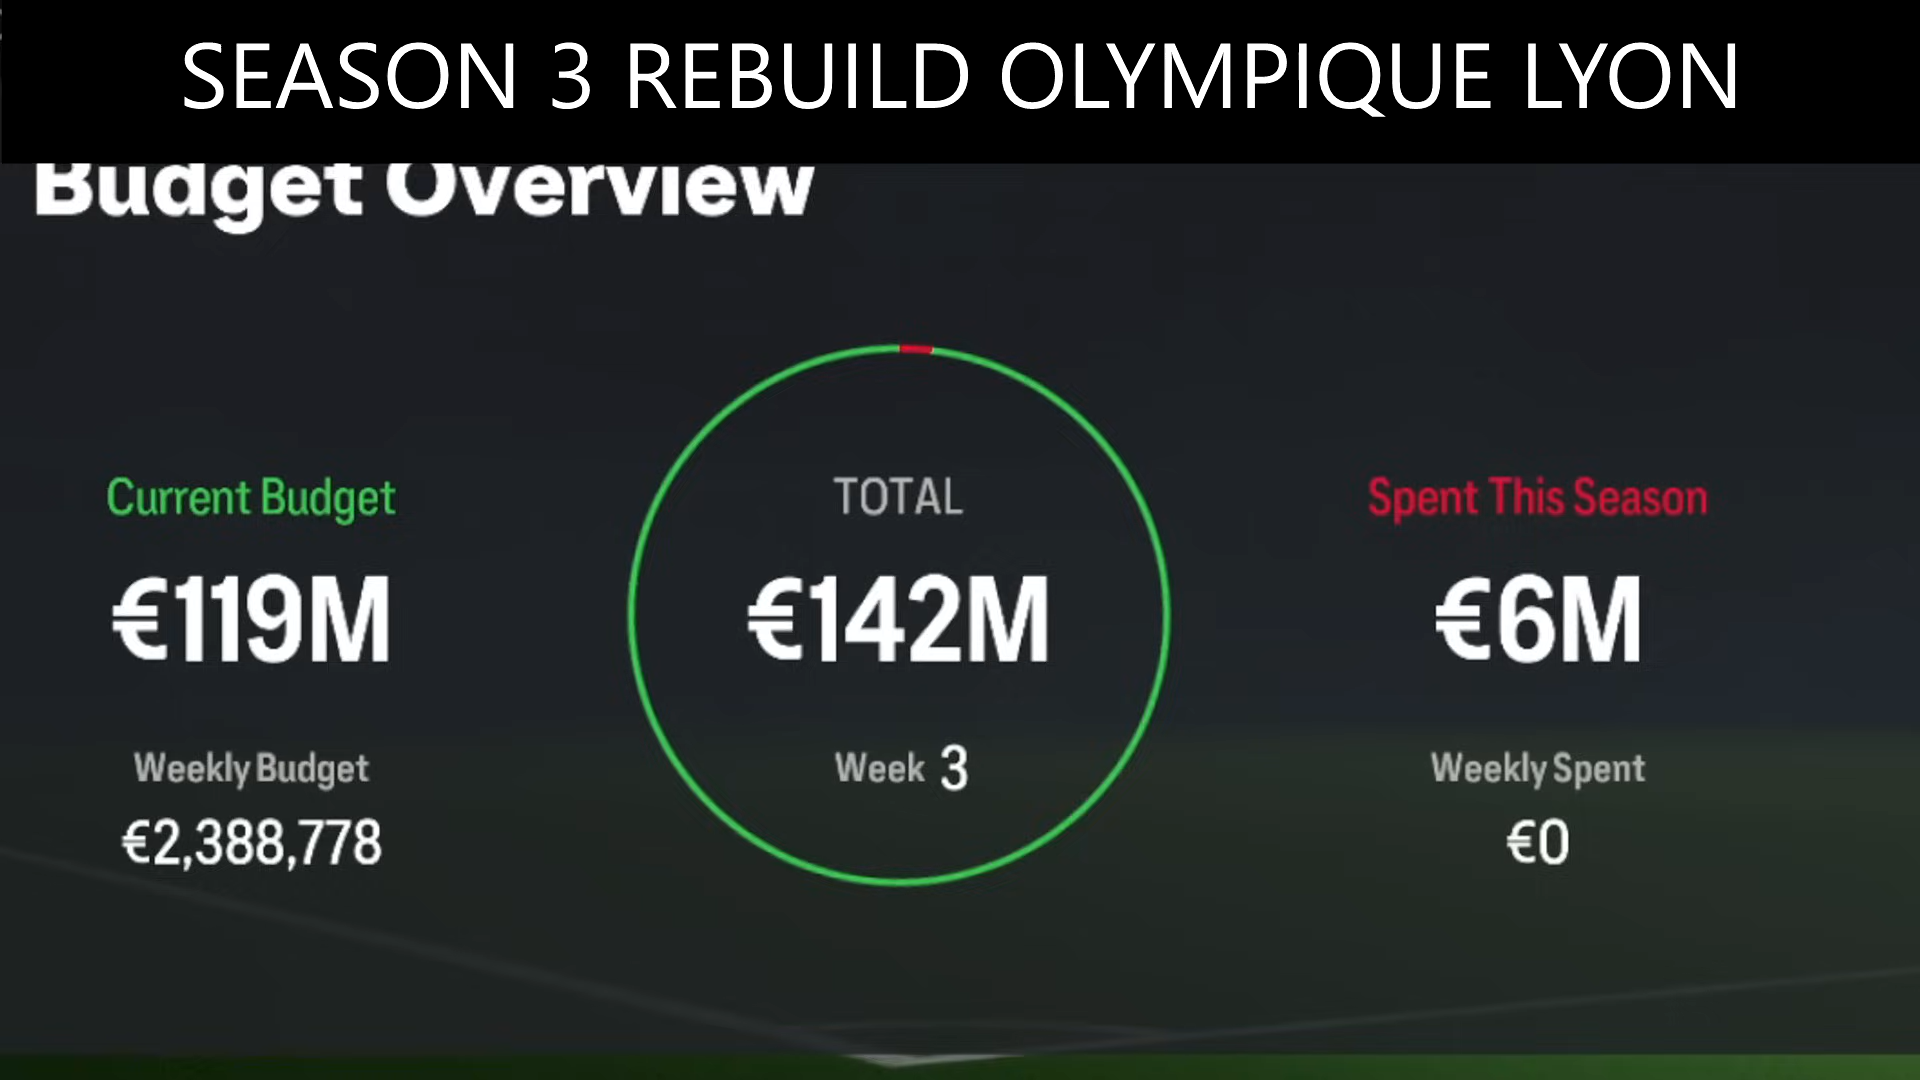 SEASON 3 REBUILD OLYMPIQUE LYON
Budget Overview
Current Budget
€119M
Weekly Budget
€2,388,778
TOTAL
€142M
Week 3
Spent This Season
€6M
Weekly Spent
€0